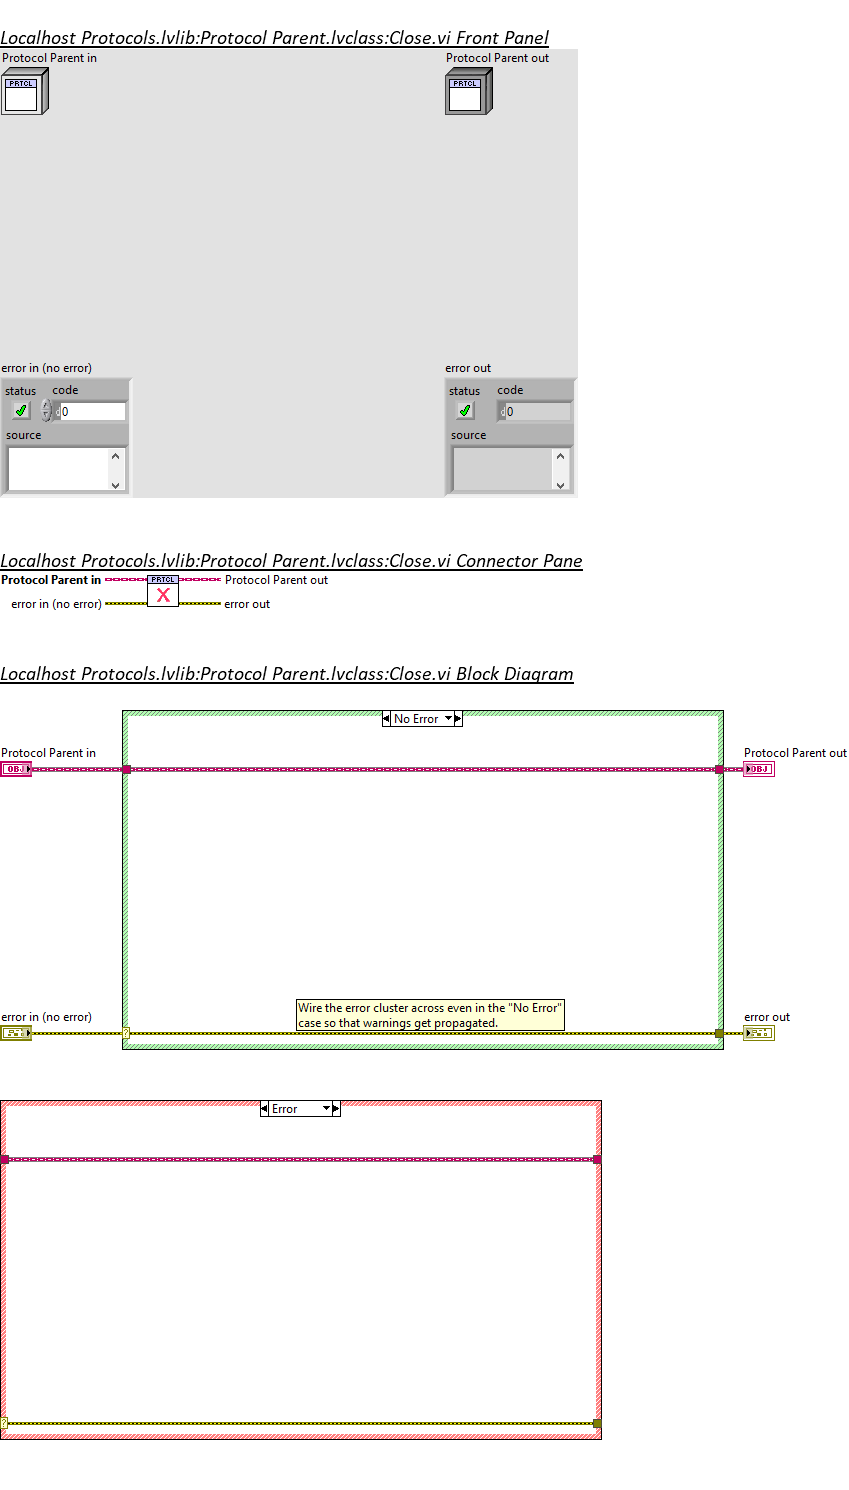 Localhost Protocols.lvlib:Protocol Parent.lvclass:Close.vi Front Panel
Protocol Parent in
Protocol Parent out
PRTCL
PRTCL
error in (no error)
error out
status code
status code
d 0
d 0
source
source
Localhost Protocols.lvlib:Protocol Parent.lvclass:Close.vi Connector Pane
Protocol Parent in
PRTCL
Protocol Parent out
error in (no error)
X
error out
Localhost Protocols.lvlib:Protocol Parent.lvclass:Close.vi Block Diagram
No Error
Protocol Parent in
Protocol Parent out
OBJ
OBJ
Wire the error cluster across even in the "No Error"
case so that warnings get propagated.
error in (no error)
error out
?
Error
?